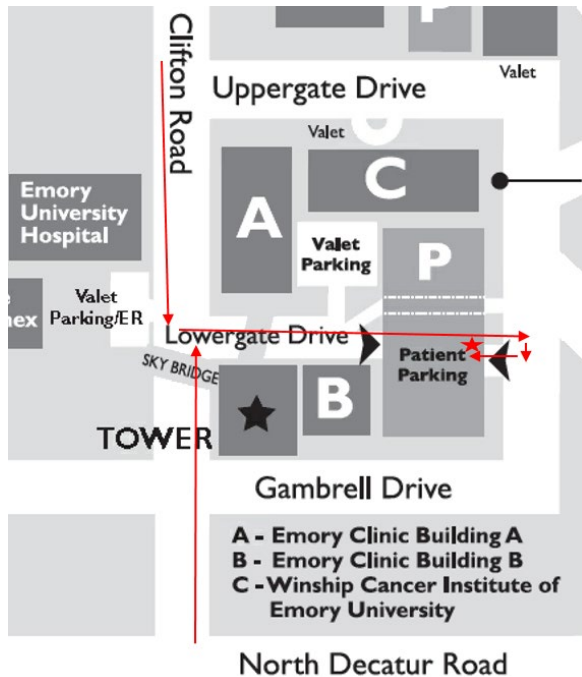 P
Valet
Clifton Road
Uppergate Drive
Valet
Emory
University
Hospital
A
C
Valet
Parking
P
Valet
Parking/ER
nex
Lowergate Drive
Patient
Parking
SKY BRIDGE
B
TOWER
Gambrell Drive
A - Emory Clinic Building A
B - Emory Clinic Building B
C - Winship Cancer Institute of
Emory University
North Decatur Road